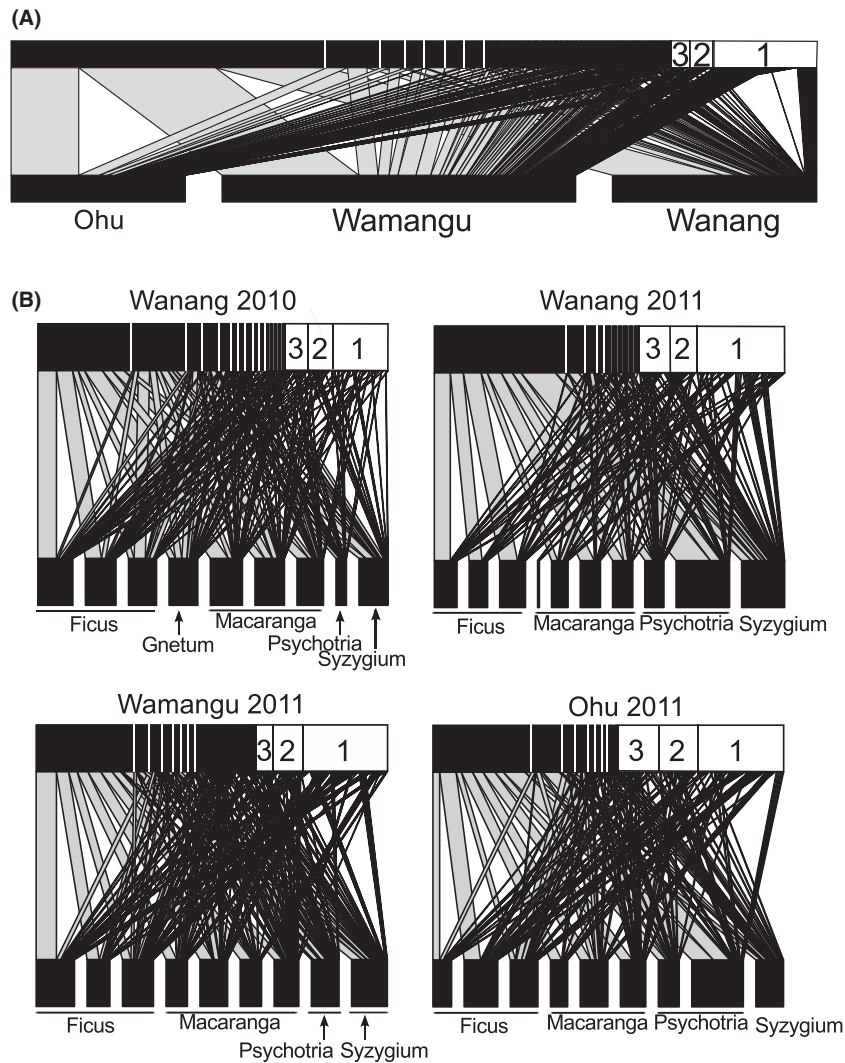 (A)
3 2 1
Ohu Wamangu Wanang
(B)
Wanang 2010 Wanang 2011
3 2 1 3 2 1
Ficus Gnetum Macaranga Psychotria Syzygium
Ficus Macaranga Psychotria Syzygium
Wamangu 2011 Ohu 2011
3 2 1 3 2 1
Ficus Macaranga Psychotria Syzygium
Ficus Macaranga Psychotria Syzygium